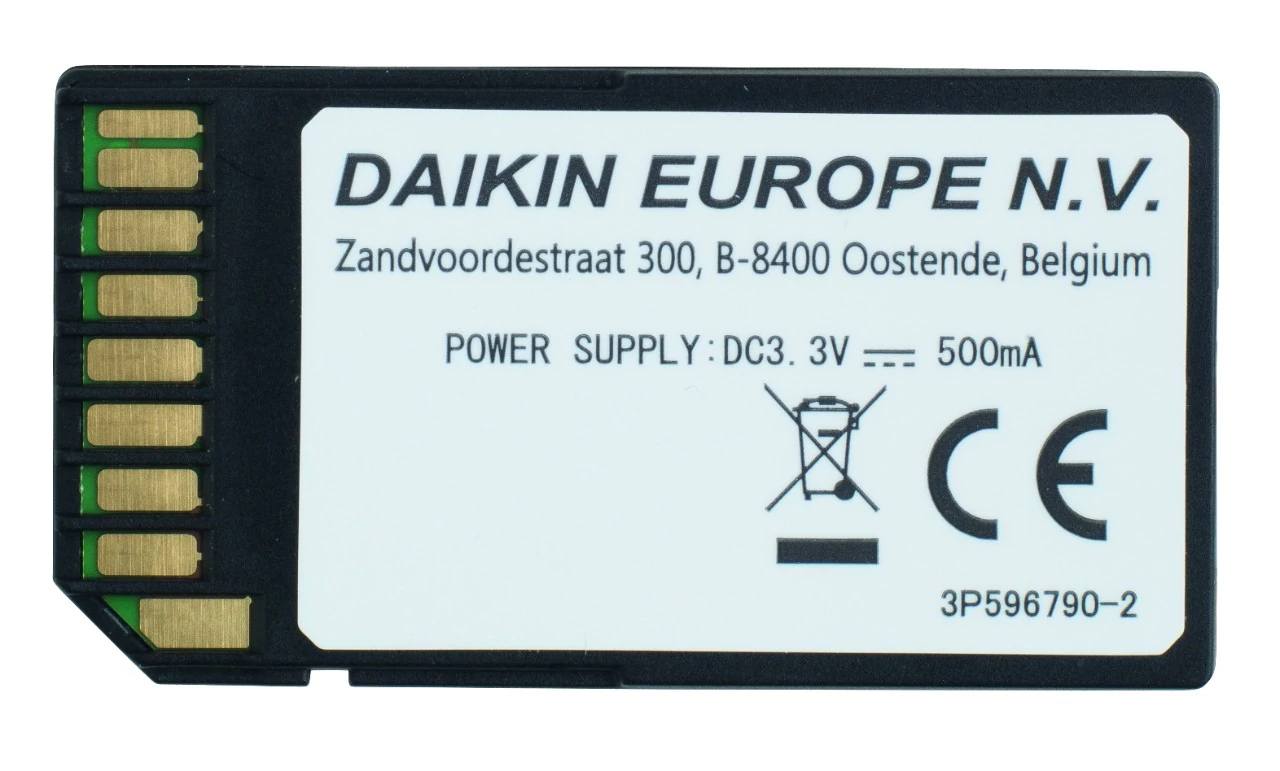 DAIKIN EUROPE N.V.
Zandvoordestraat 300, B-8400 Oostende, Belgium
POWER SUPPLY:DC3.3V ⎓ 500mA
CE
3P596790-2